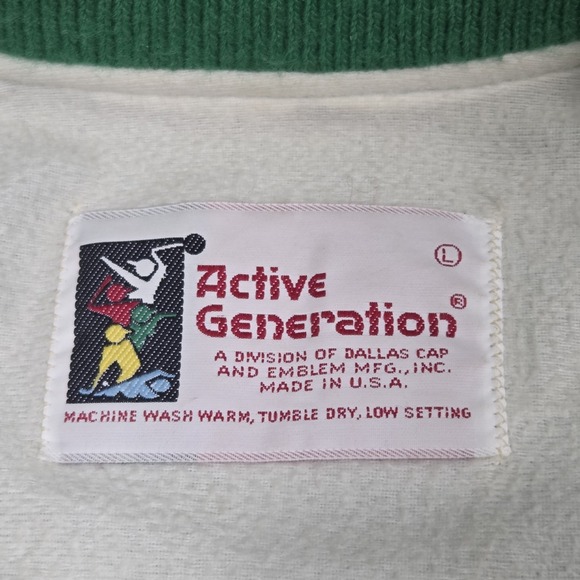 Ⓛ
Active
Generation®
A DIVISION OF DALLAS CAP
AND EMBLEM MFG., INC.
MADE IN U.S.A.
MACHINE WASH WARM, TUMBLE DRY, LOW SETTING